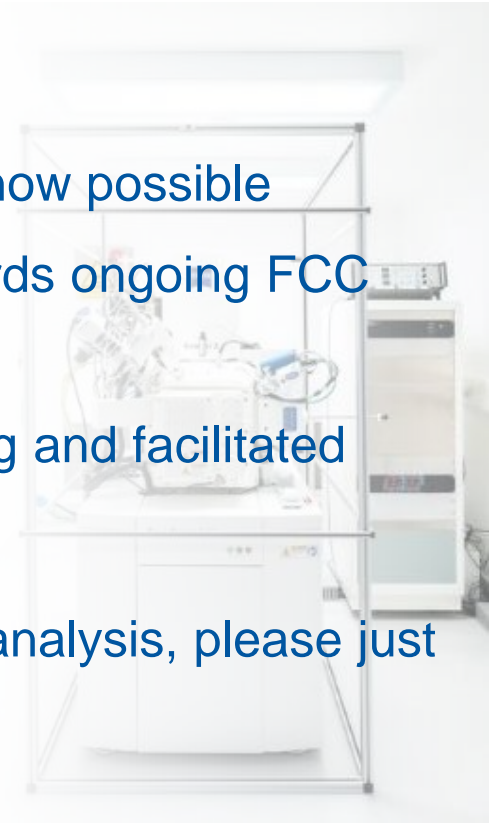 now possible
rds ongoing FCC
g and facilitated
analysis, please just